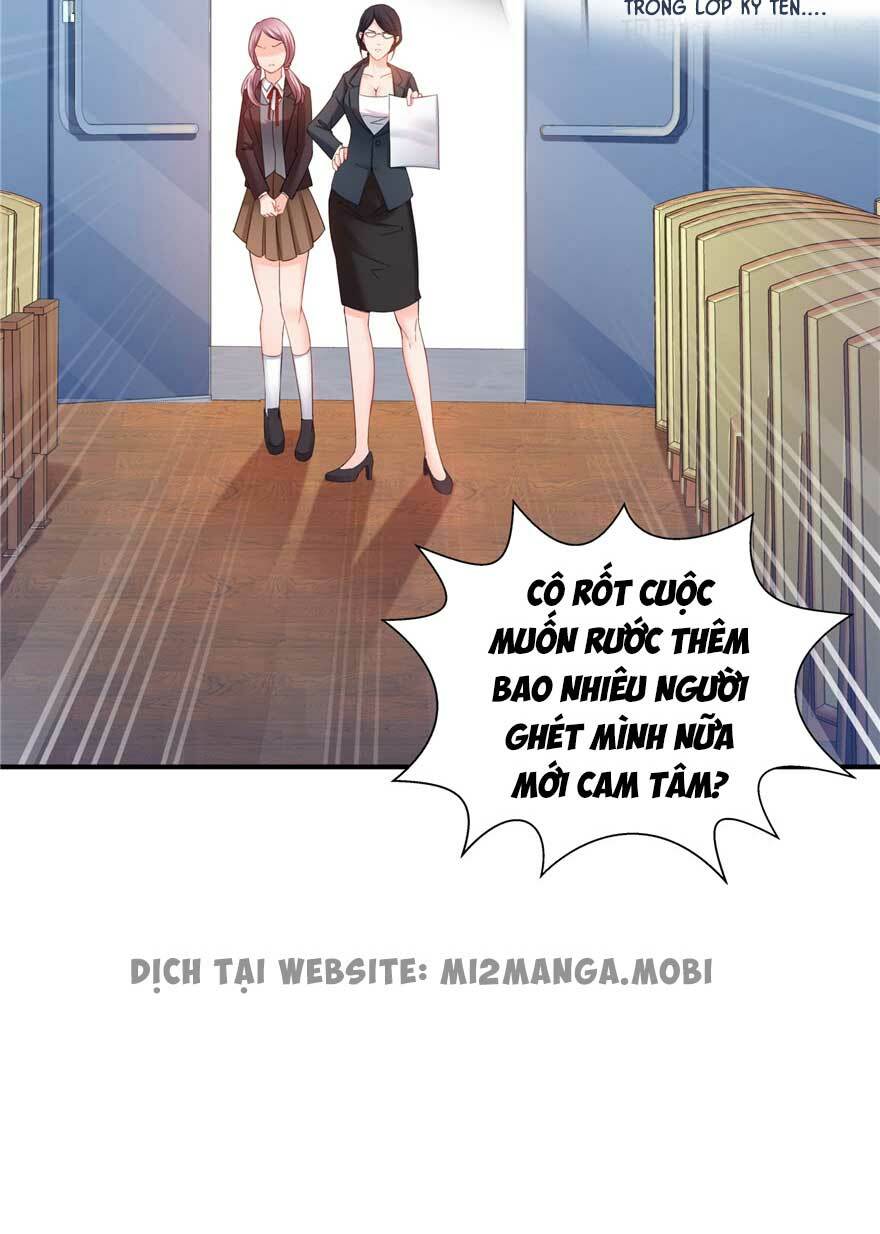 TRONG LỚP KÝ TÊN....
CÔ RỐT CUỘC
MUỐN RƯỚC THÊM
BAO NHIÊU NGƯỜI
GHÉT MÌNH NỮA
MỚI CAM TÂM?
DỊCH TẠI WEBSITE: MI2MANGA.MOBI